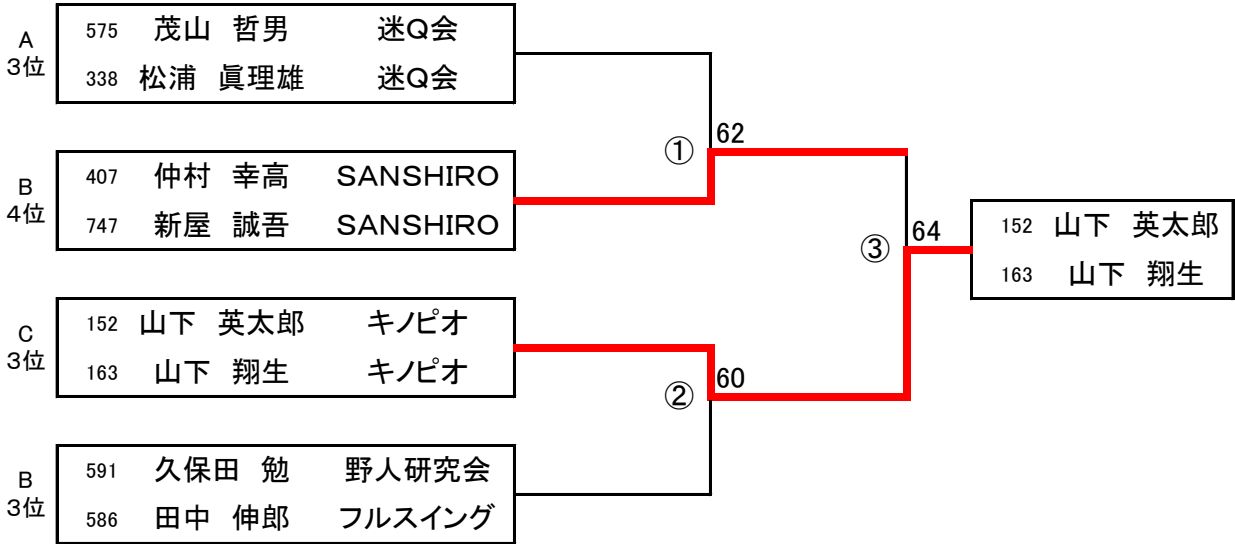 A
3位
575 茂山 哲男 迷Q会
338 松浦 眞理雄 迷Q会
① 62
B
4位
407 仲村 幸高 SANSHIRO
747 新屋 誠吾 SANSHIRO
③ 64
152 山下 英太郎
163 山下 翔生
C
3位
152 山下 英太郎 キノピオ
163 山下 翔生 キノピオ
② 60
B
3位
591 久保田 勉 野人研究会
586 田中 伸郎 フルスイング